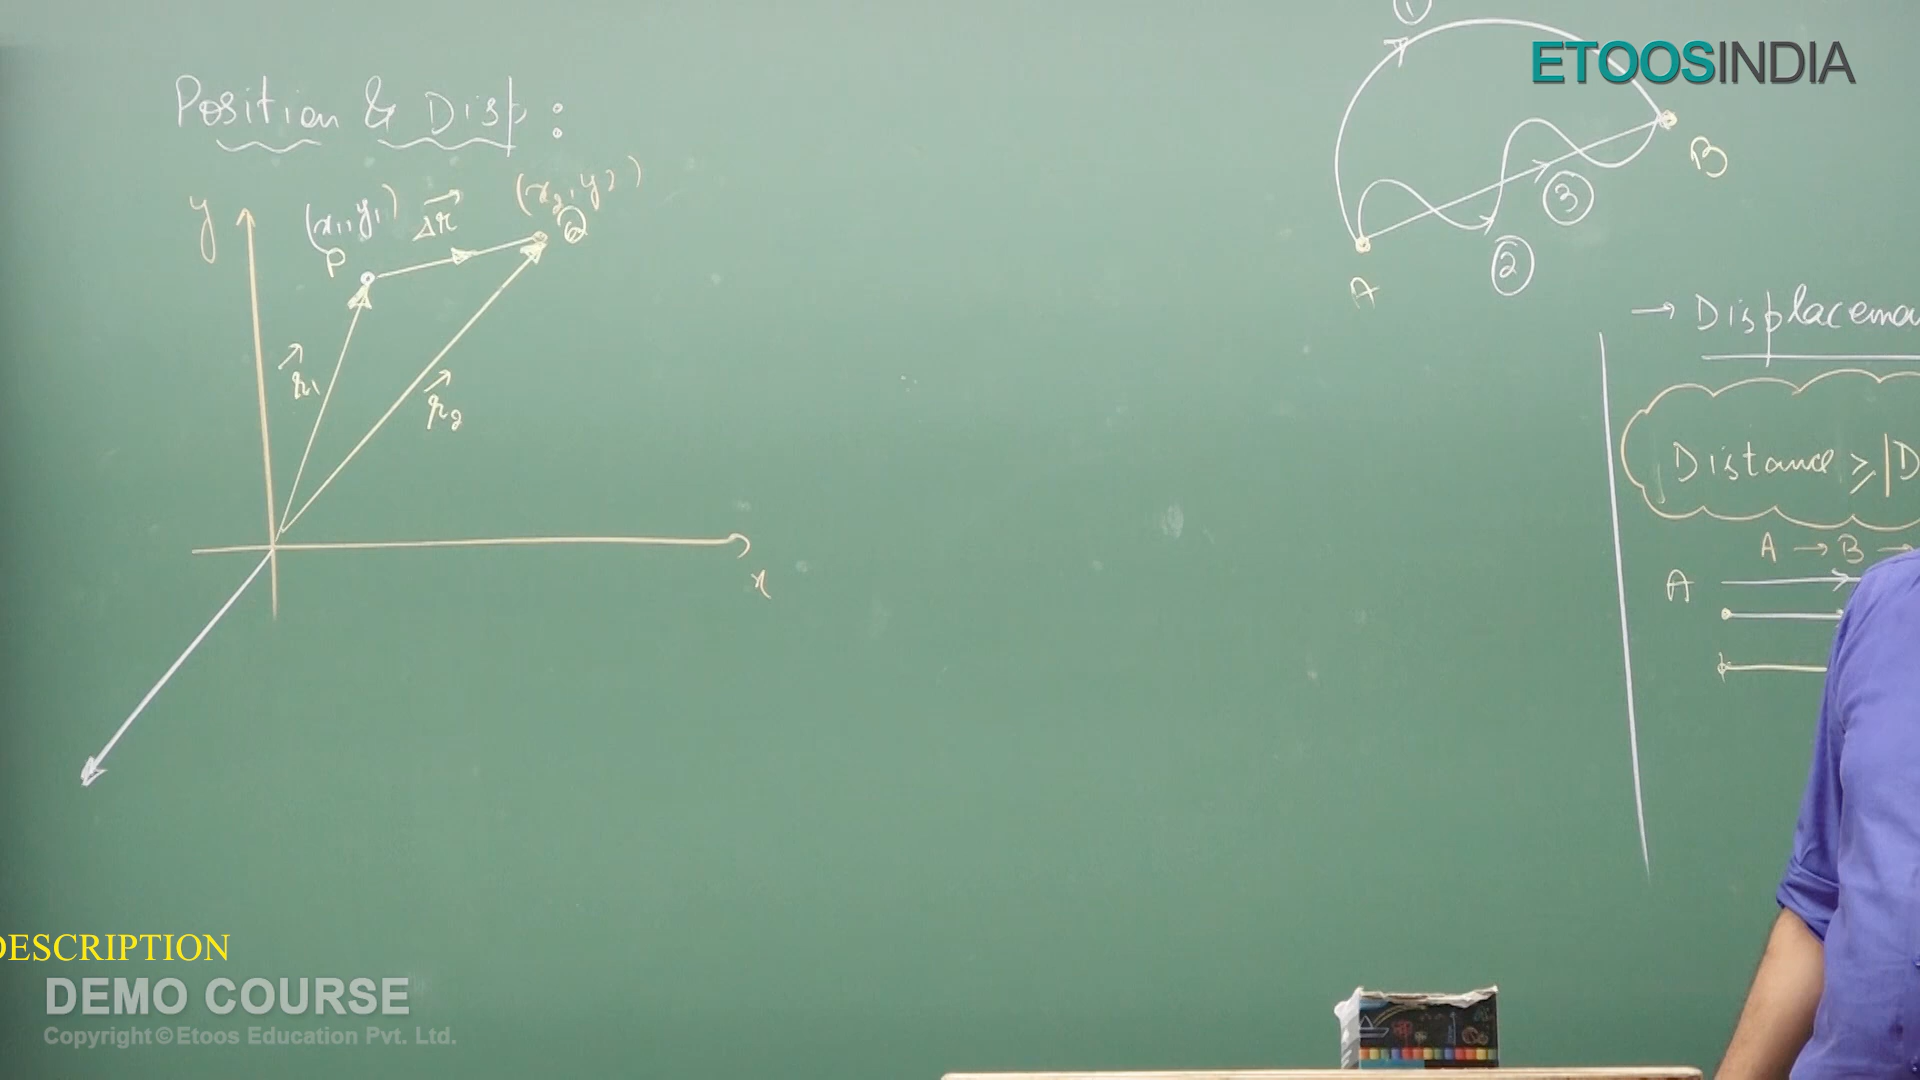 Position & Disp:
y
(x₁, y₁)
Δr
(x₂, y₂)
P
Q
r₁
r₂
x
1
ETOOSINDIA
B
3
2
A
→ Displacemen
Distance ≥ |D
A → B →
A
DESCRIPTION
DEMO COURSE
Copyright © Etoos Education Pvt. Ltd.